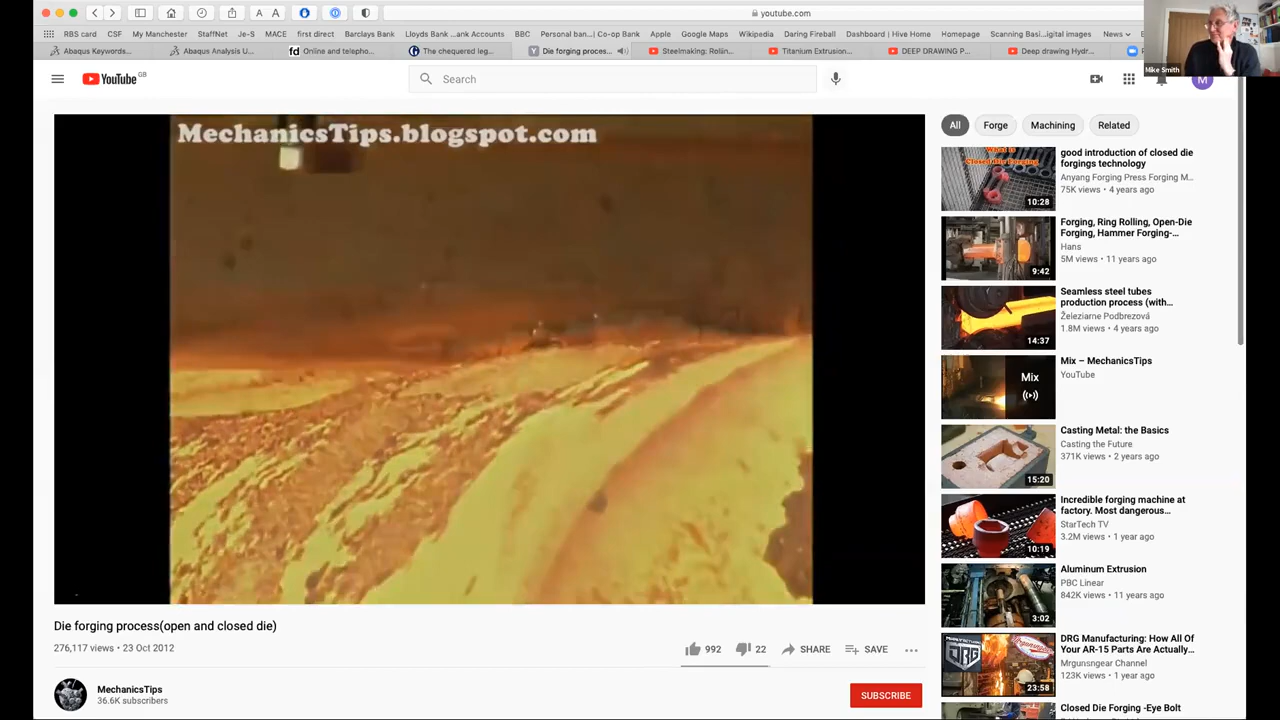 A A
youtube.com
RBS card
CSF
My Manchester
StaffNet
Je-S
MACE
first direct
Barclays Bank
Lloyds Bank ...ank Accounts
BBC
Personal ban...) | Co-op Bank
Apple
Google Maps
Wikipedia
Daring Fireball
Dashboard | Hive Home
Homepage
Scanning Basi...igital images
News
Abaqus Keywords...
Abaqus Analysis U...
fd Online and telepho...
The chequered leg...
Die forging proces...
Steelmaking: Rolún...
Titanium Extrusion...
DEEP DRAWING P...
Deep drawing Hydr...
Mike Smith
YouTube GB
Search
M
MechanicsTips.blogspot.com
All
Forge
Machining
Related
What is
Closed Die Forging
10:28
good introduction of closed die
forgings technology
Anyang Forging Press Forging M...
75K views • 4 years ago
9:42
Forging, Ring Rolling, Open-Die
Forging, Hammer Forging-...
Hans
5M views • 11 years ago
14:37
Seamless steel tubes
production process (with...
Železiarne Podbrezová
1.8M views • 4 years ago
Mix
Mix – MechanicsTips
YouTube
15:20
Casting Metal: the Basics
Casting the Future
371K views • 2 years ago
10:19
Incredible forging machine at
factory. Most dangerous...
StarTech TV
3.2M views • 1 year ago
3:02
Aluminum Extrusion
PBC Linear
842K views • 11 years ago
DRG
Mrgunsngear
23:58
DRG Manufacturing: How All Of
Your AR-15 Parts Are Actually...
Mrgunsngear Channel
123K views • 1 year ago
Closed Die Forging -Eye Bolt
Die forging process(open and closed die)
276,117 views • 23 Oct 2012
992
22
SHARE
SAVE
MechanicsTips
36.6K subscribers
SUBSCRIBE